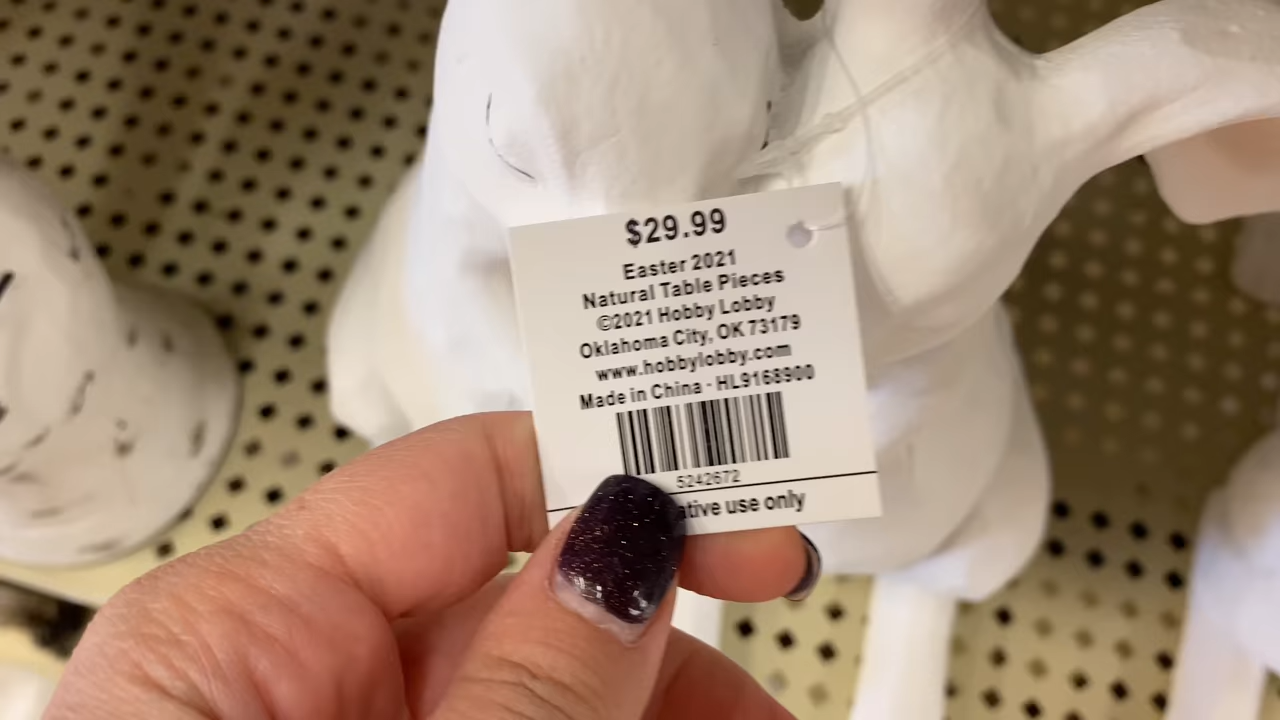 $29.99
Easter 2021
Natural Table Pieces
©2021 Hobby Lobby
Oklahoma City, OK 73179
www.hobbylobby.com
Made in China - HL9168900
5242672
ative use only